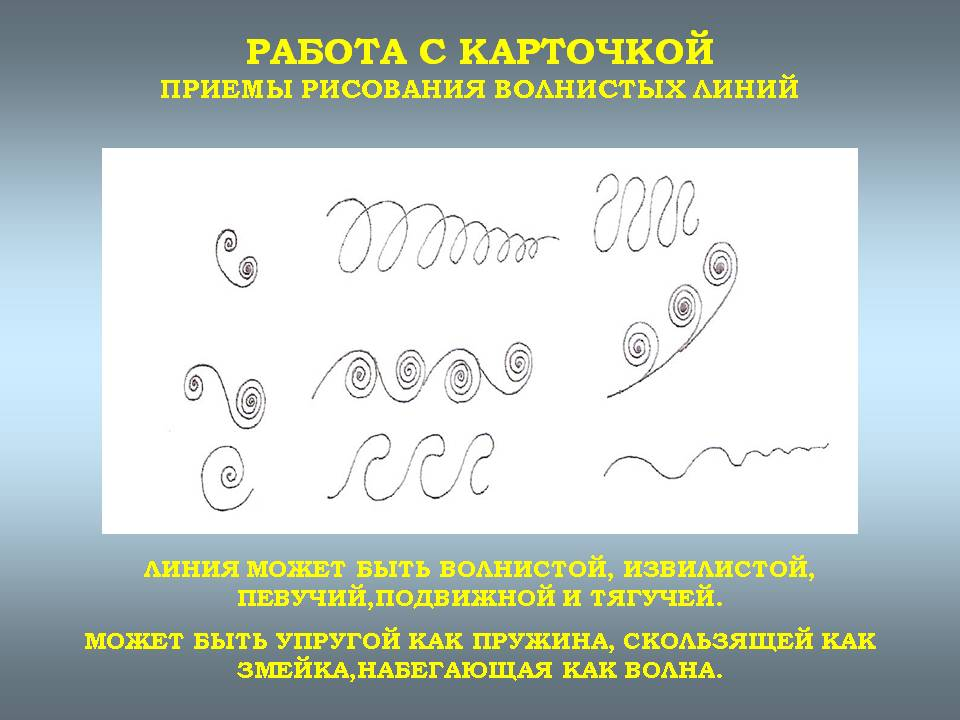 РАБОТА С КАРТОЧКОЙ
ПРИЕМЫ РИСОВАНИЯ ВОЛНИСТЫХ ЛИНИЙ
ЛИНИЯ МОЖЕТ БЫТЬ ВОЛНИСТОЙ, ИЗВИЛИСТОЙ,
ПЕВУЧИЙ,ПОДВИЖНОЙ И ТЯГУЧЕЙ.
МОЖЕТ БЫТЬ УПРУГОЙ КАК ПРУЖИНА, СКОЛЬЗЯЩЕЙ КАК
ЗМЕЙКА,НАБЕГАЮЩАЯ КАК ВОЛНА.